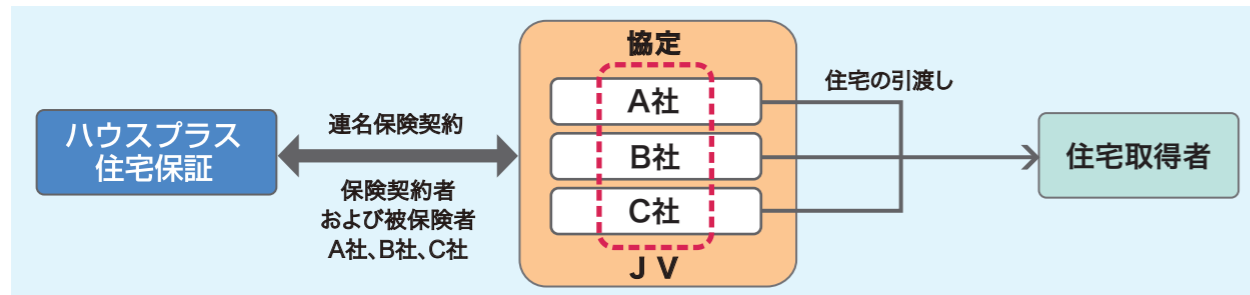 ハウスプラス
住宅保証
連名保険契約
保険契約者
および被保険者
A社、B社、C社
協定
A社
B社
C社
J V
住宅の引渡し
住宅取得者